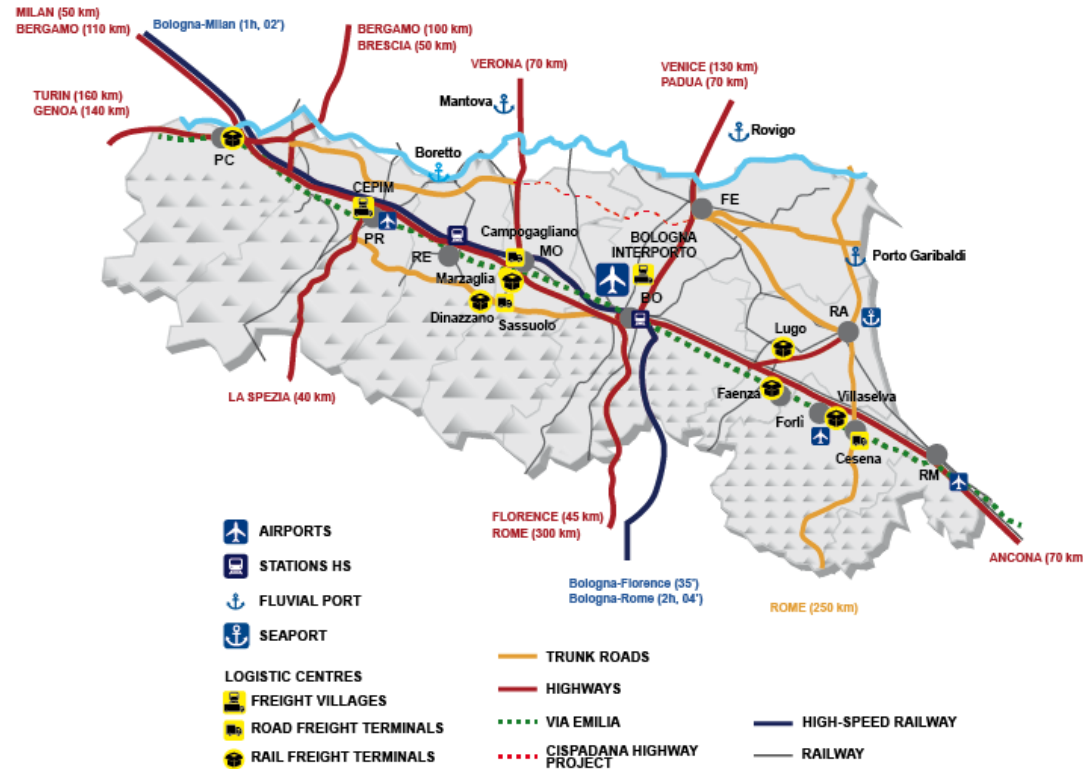 MILAN (50 km)
BERGAMO (110 km)
Bologna-Milan (1h, 02')
BERGAMO (100 km)
BRESCIA (50 km)
VERONA (70 KM)
VENICE (130 km)
PADUA (70 km)
TURIN (160 km)
GENOA (140 km)
Mantova
Rovigo
Boretto
PC
CEPIM
FE
PR
Campogagliano
MO
BOLOGNA
INTERPORTO
Porto Garibaldi
RE
Marzaglia
BO
RA
Dinazzano
Sassuolo
Lugo
LA SPEZIA (40 km)
Faenza
Villaselva
Forlì
Cesena
RM
FLORENCE (45 km)
ROME (300 km)
ANCONA (70 km
Bologna-Florence (35')
Bologna-Rome (2h, 04')
ROME (250 km)
AIRPORTS
STATIONS HS
FLUVIAL PORT
SEAPORT
LOGISTIC CENTRES
FREIGHT VILLAGES
ROAD FREIGHT TERMINALS
RAIL FREIGHT TERMINALS
TRUNK ROADS
HIGHWAYS
VIA EMILIA
CISPADANA HIGHWAY
PROJECT
HIGH-SPEED RAILWAY
RAILWAY